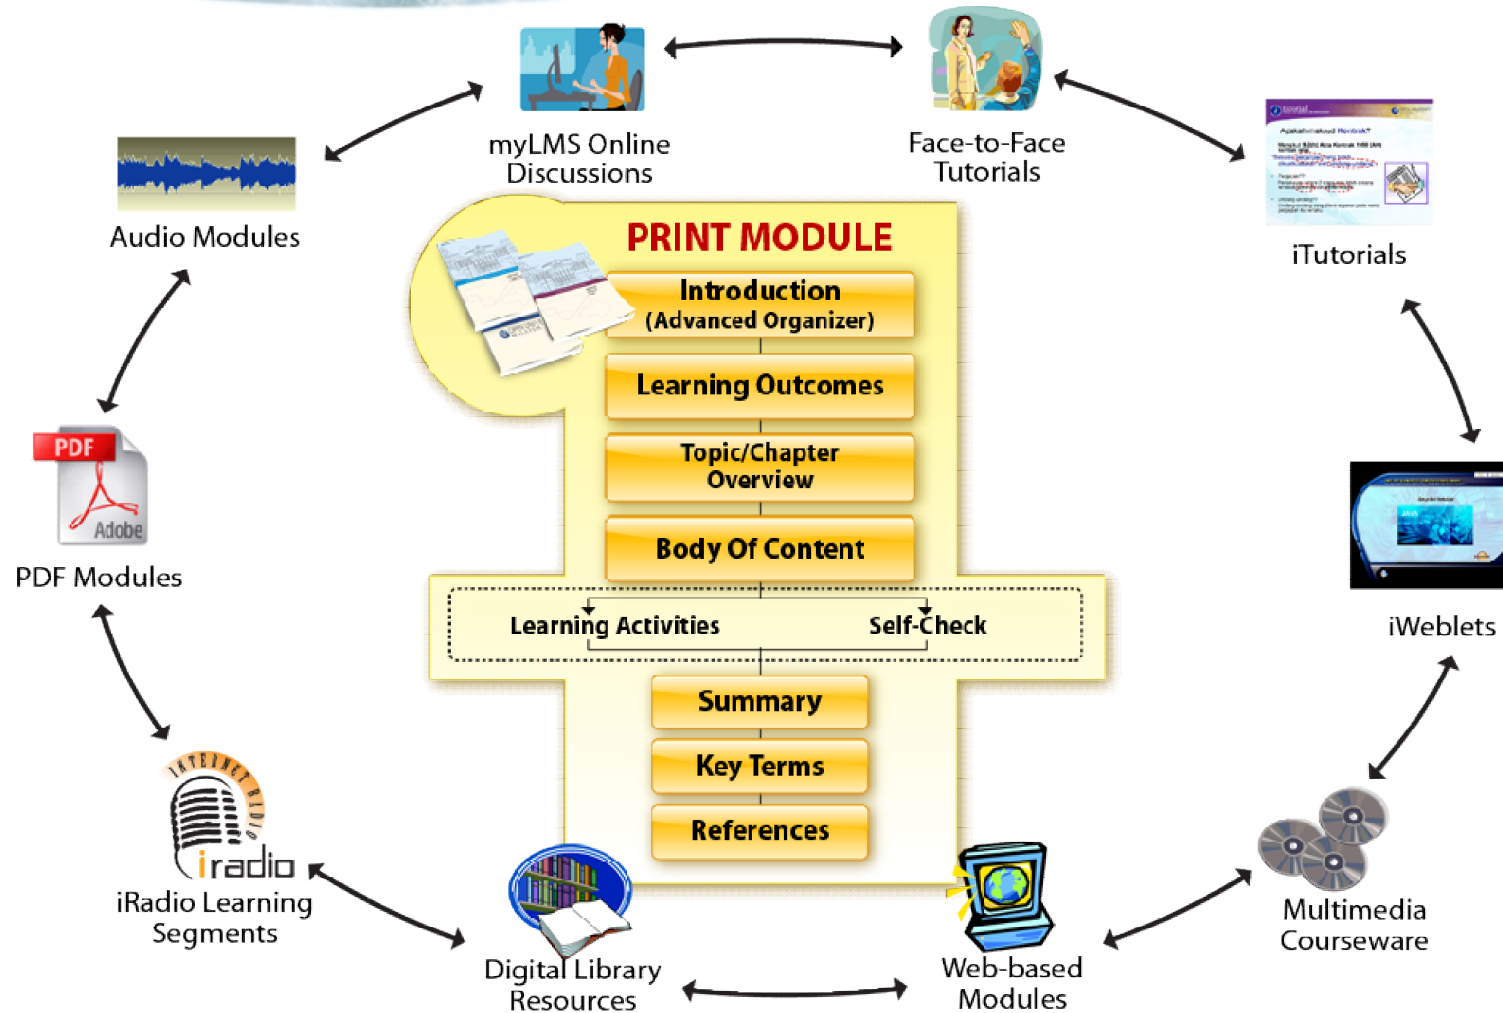 myLMS Online
Discussions
Face-to-Face
Tutorials
iTutorials
Audio Modules
PRINT MODULE
Introduction
(Advanced Organizer)
Learning Outcomes
Topic/Chapter
Overview
Body Of Content
Learning Activities
Self-Check
Summary
Key Terms
References
PDF
Adobe
PDF Modules
iWeblets
INTERNET RADIO
iradio
iRadio Learning
Segments
Digital Library
Resources
Web-based
Modules
Multimedia
Courseware